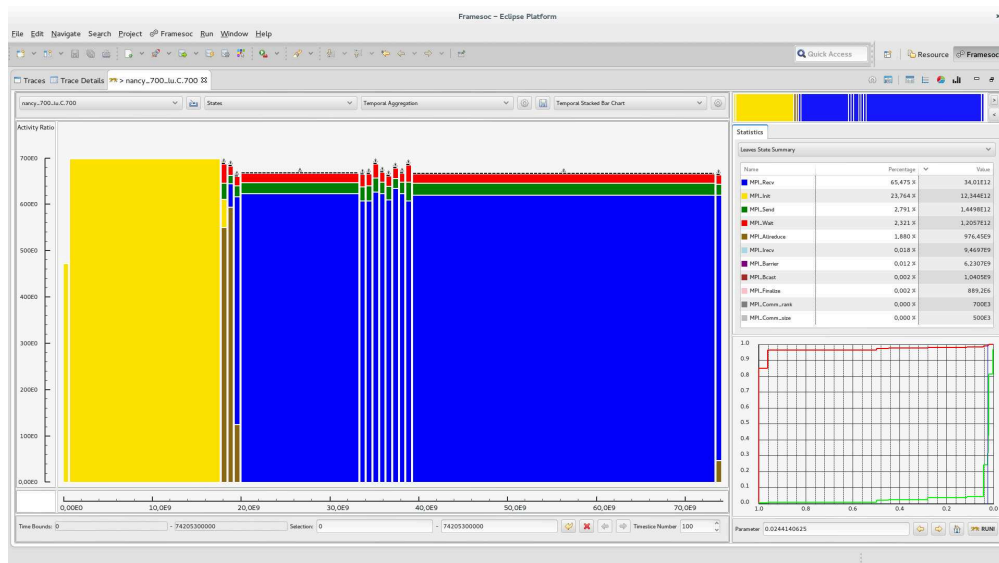 Framesoc – Eclipse Platform
File Edit Navigate Search Project Framesoc Run Window Help
Quick Access
Resource
Framesoc
Traces Trace Details > nancy_700_lu.C.700
nancy_700_lu.C.700 States Temporal Aggregation Temporal Stacked Bar Chart
Activity Ratio
700E0
600E0
500E0
400E0
300E0
200E0
100E0
0,00E0
0,00E0 10,0E9 20,0E9 30,0E9 40,0E9 50,0E9 60,0E9 70,0E9
Time Bounds: 0 - 74205300000 Selection: 0 - 74205300000 Timeslice Number 100
Statistics
Leaves State Summary
Name Percentage Value
MPI_Recv 65,475 % 34,01E12
MPI_Init 23,764 % 12,344E12
MPI_Send 2,791 % 1,4498E12
MPI_Wait 2,321 % 1,2057E12
MPI_Allreduce 1,880 % 976,45E9
MPI_Irecv 0,018 % 9,4697E9
MPI_Barrier 0,012 % 6,2307E9
MPI_Bcast 0,002 % 1,0405E9
MPI_Finalize 0,002 % 889,2E6
MPI_Comm_rank 0,000 % 700E3
MPI_Comm_size 0,000 % 500E3
1.0
0.9
0.8
0.7
0.6
0.5
0.4
0.3
0.2
0.1
0.0
1.0 0.8 0.6 0.4 0.2 0.0
Parameter 0.0244140625 RUN!